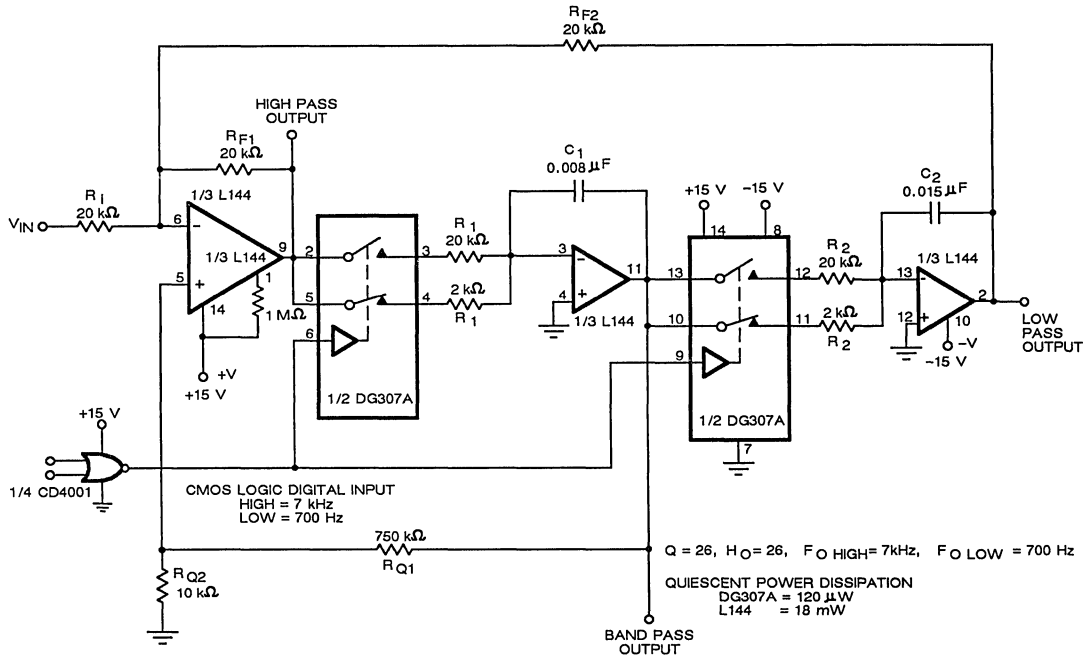 RF2
20 kΩ
HIGH PASS
OUTPUT
RF1
20 kΩ
C1
0.008 µF
+15 V
−15 V
C2
0.015 µF
RI
20 kΩ
1/3 L144
VIN
6
−
1/3 L144
9
5
+
1
14
1 MΩ
+V
+15 V
2
3
R1
20 kΩ
5
4
2 kΩ
R1
6
1/2 DG307A
3
−
4
+
11
1/3 L144
14
8
13
12
R2
20 kΩ
10
11
2 kΩ
R2
9
1/2 DG307A
7
1/3 L144
13
−
12
+
2
10
−V
−15 V
LOW
PASS
OUTPUT
+15 V
1/4 CD4001
CMOS LOGIC DIGITAL INPUT
HIGH = 7 kHz
LOW = 700 Hz
750 kΩ
RQ1
RQ2
10 kΩ
Q = 26, HO = 26, FO HIGH = 7kHz, FO LOW = 700 Hz
QUIESCENT POWER DISSIPATION
DG307A = 120 µW
L144 = 18 mW
BAND PASS
OUTPUT